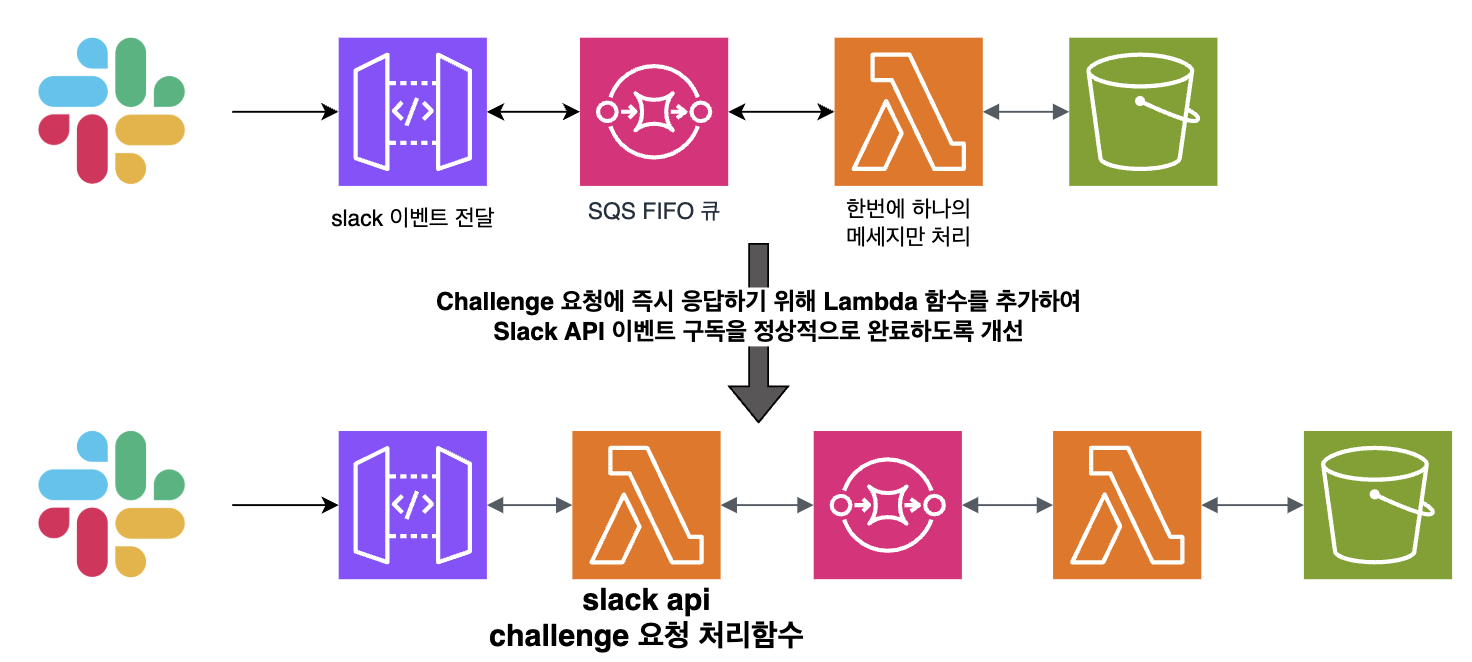 slack 이벤트 전달
SQS FIFO 큐
한번에 하나의
메세지만 처리
Challenge 요청에 즉시 응답하기 위해 Lambda 함수를 추가하여
Slack API 이벤트 구독을 정상적으로 완료하도록 개선
slack api
challenge 요청 처리함수